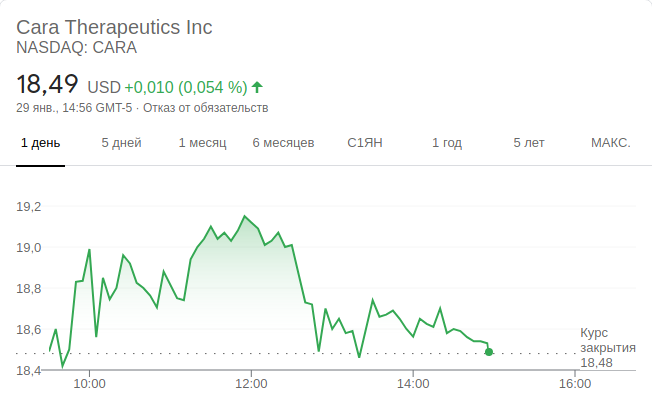 Cara Therapeutics Inc
NASDAQ: CARA
18,49 USD +0,010 (0,054 %)
29 янв., 14:56 GMT-5 · Отказ от обязательств
1 день 5 дней 1 месяц 6 месяцев С1ЯН 1 год 5 лет МАКС.
19,2
19,0
18,8
18,6
18,4
Курс
закрытия
18,48
10:00 12:00 14:00 16:00